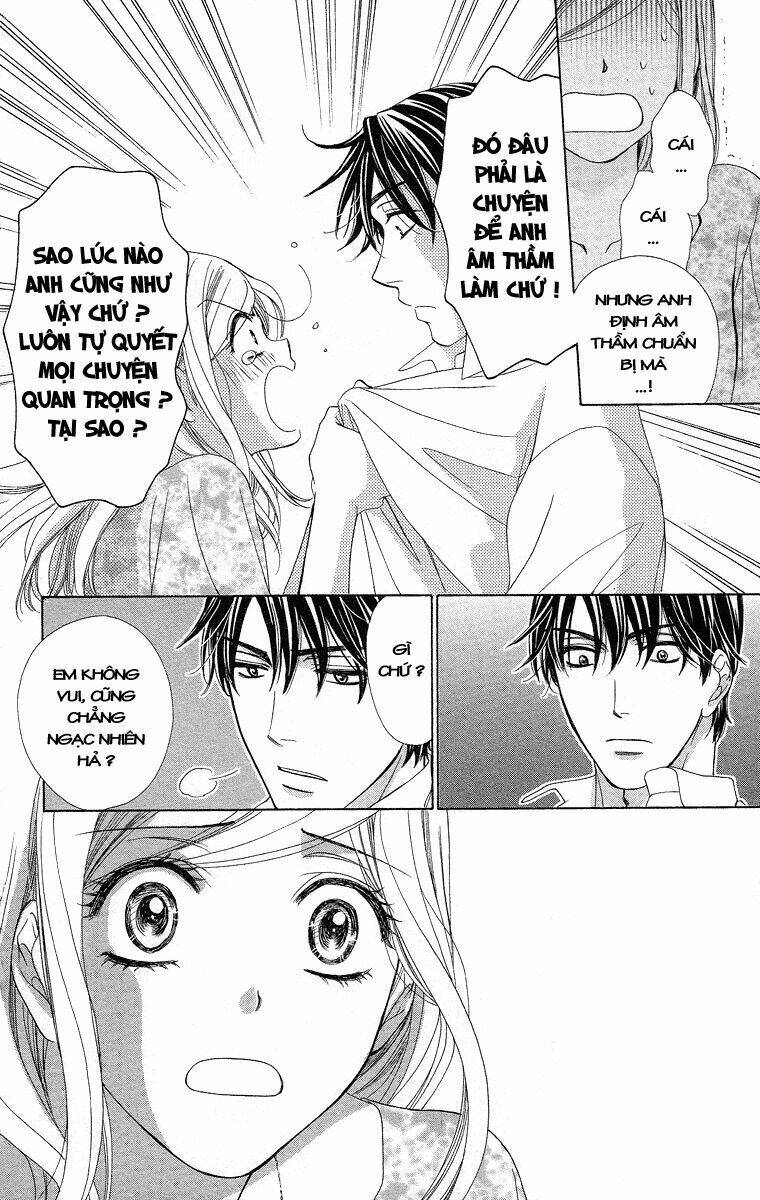 CÁI
...
CÁI
...
NHƯNG ANH
ĐỊNH ÂM
THẦM CHUẨN
BỊ MÀ
...!
ĐÓ ĐÂU
PHẢI LÀ
CHUYỆN
ĐỂ ANH
ÂM THẦM
LÀM CHỨ !
SAO LÚC NÀO
ANH CŨNG NHƯ
VẬY CHỨ ?
LUÔN TỰ QUYẾT
MỌI CHUYỆN
QUAN TRỌNG ?
TẠI SAO ?
GÌ
CHỨ ?
EM KHÔNG
VUI, CŨNG
CHẲNG
NGẠC NHIÊN
HẢ ?